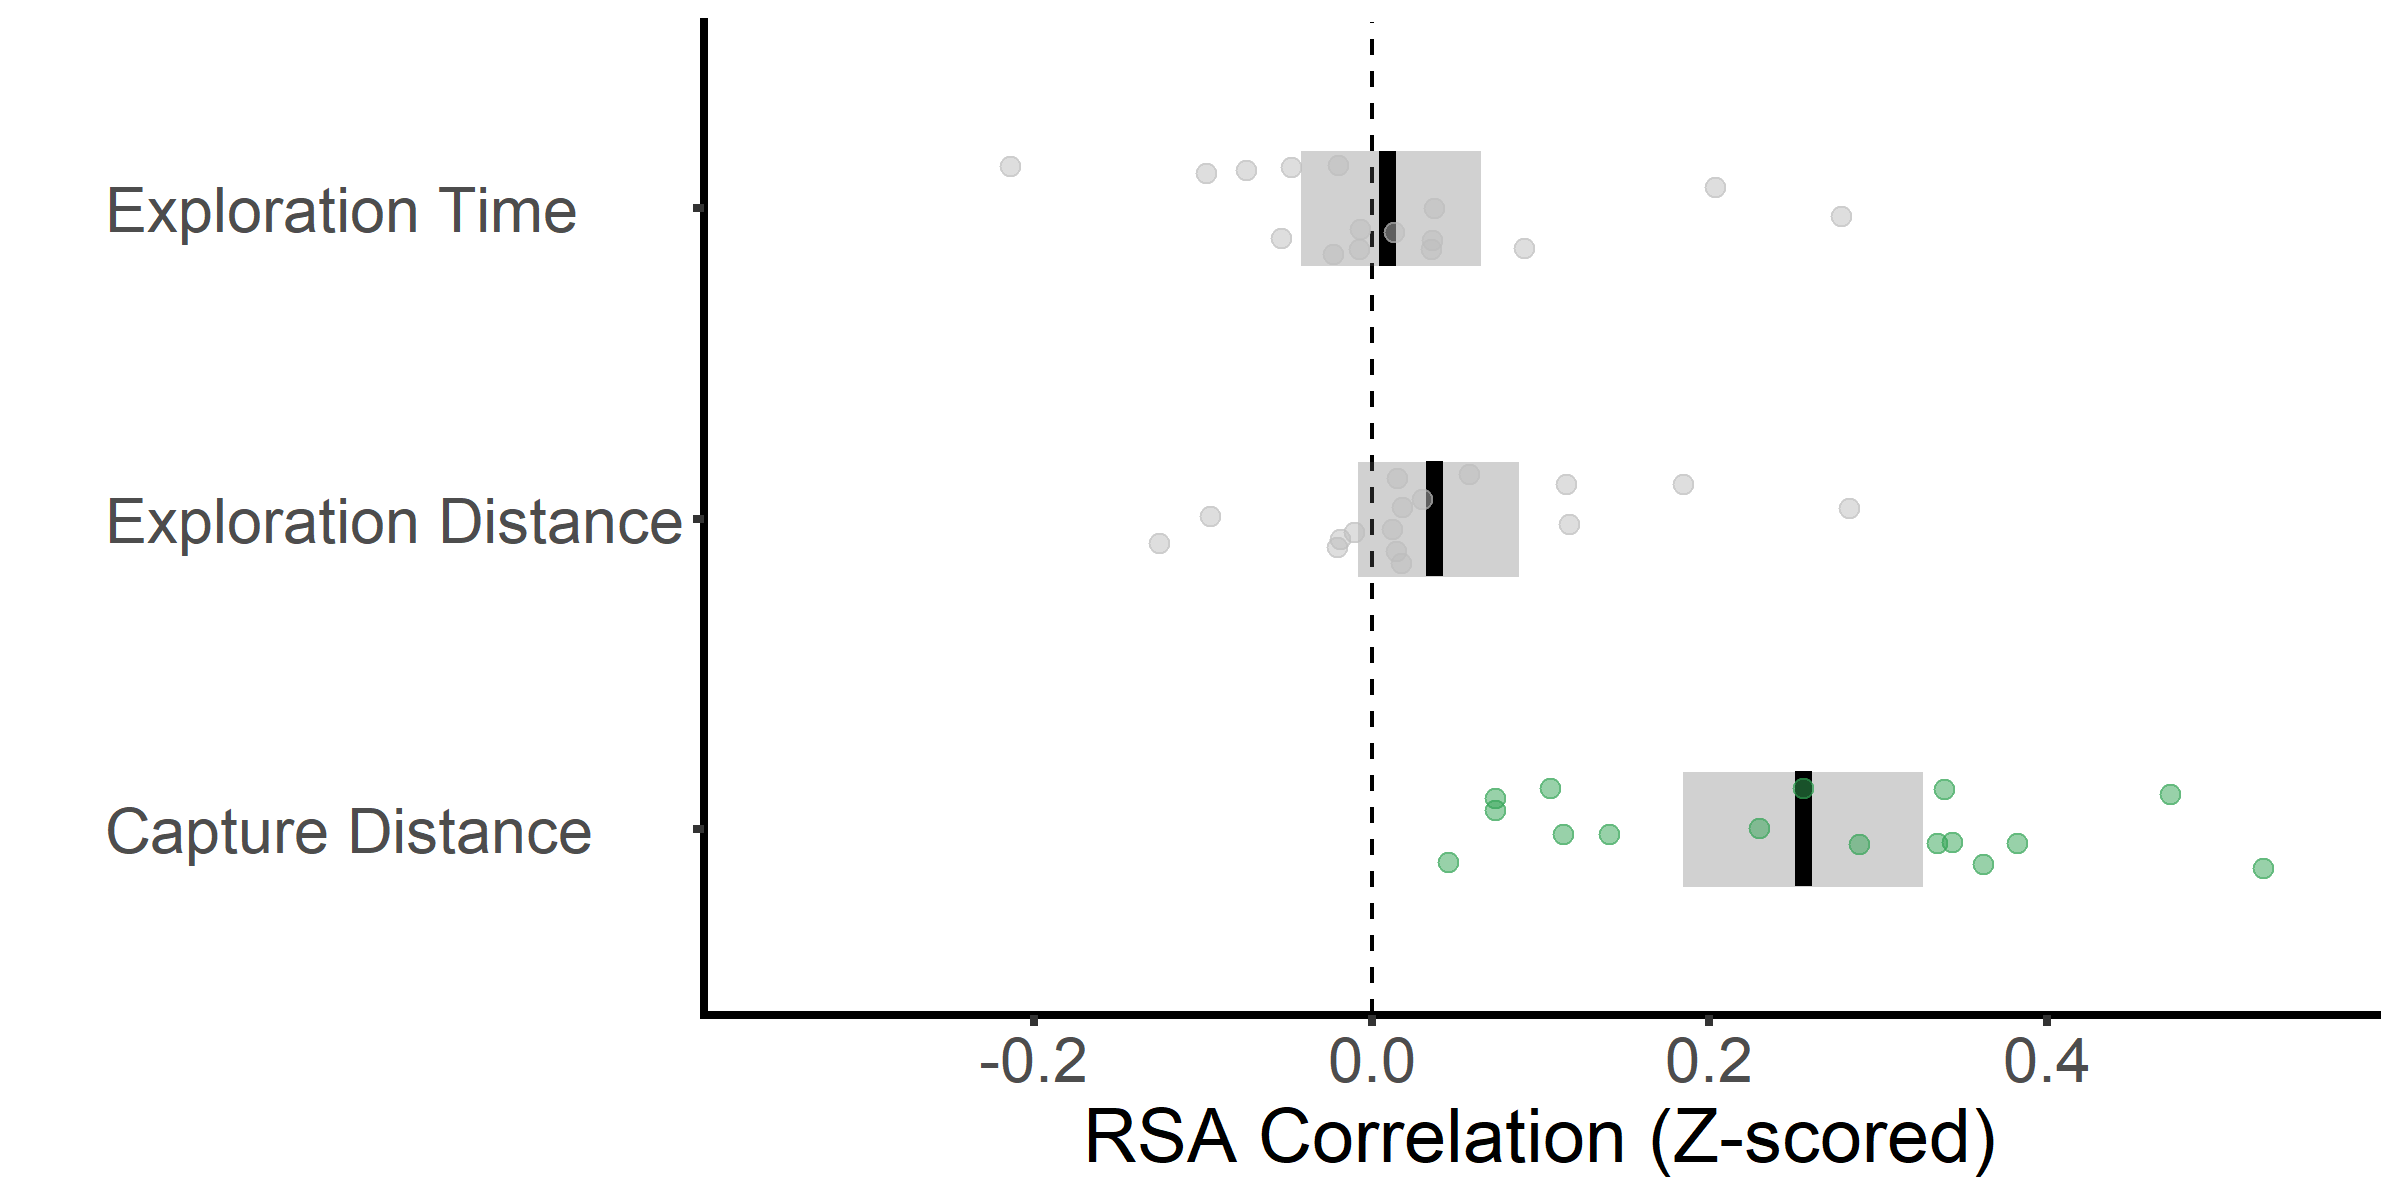 Exploration Time
Exploration Distance
Capture Distance
-0.2 0.0 0.2 0.4
RSA Correlation (Z-scored)